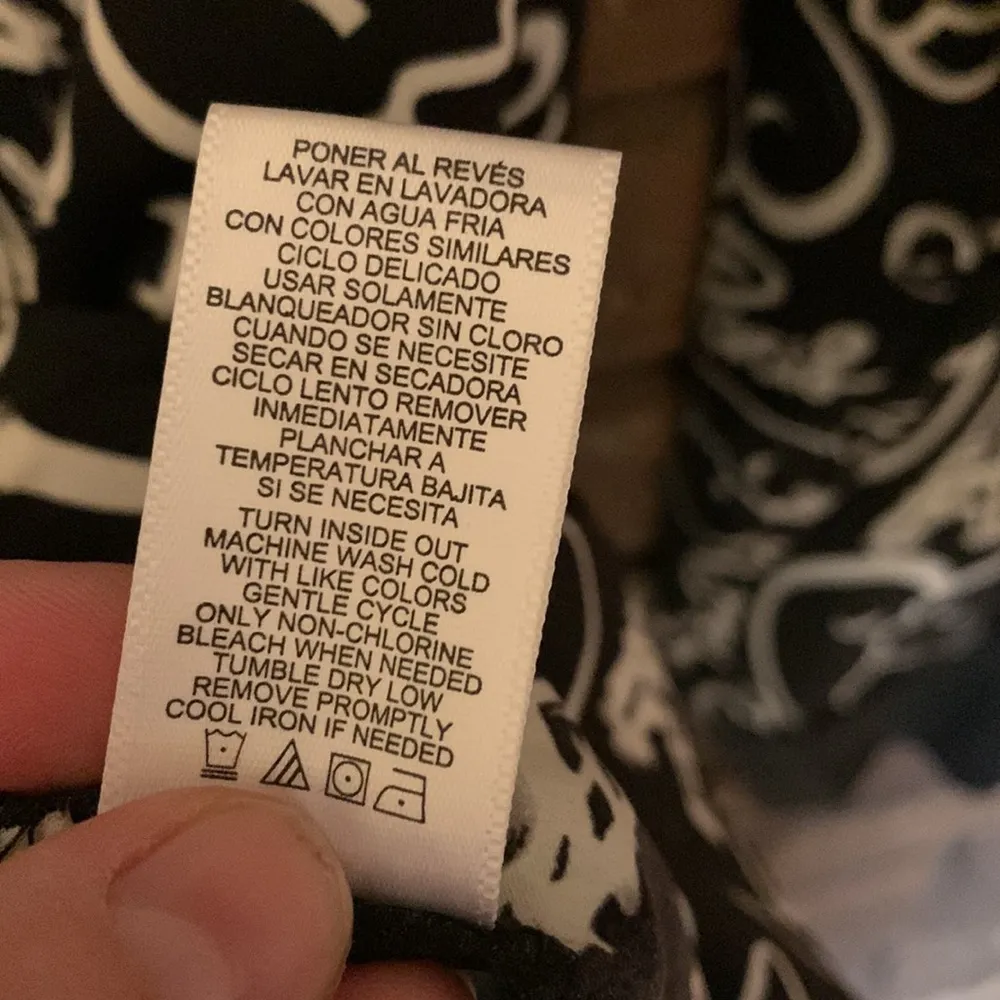 PONER AL REVÉS
LAVAR EN LAVADORA
CON AGUA FRIA
CON COLORES SIMILARES
CICLO DELICADO
USAR SOLAMENTE
BLANQUEADOR SIN CLORO
CUANDO SE NECESITE
SECAR EN SECADORA
CICLO LENTO REMOVER
INMEDIATAMENTE
PLANCHAR A
TEMPERATURA BAJITA
SI SE NECESITA
TURN INSIDE OUT
MACHINE WASH COLD
WITH LIKE COLORS
GENTLE CYCLE
ONLY NON-CHLORINE
BLEACH WHEN NEEDED
TUMBLE DRY LOW
REMOVE PROMPTLY
COOL IRON IF NEEDED